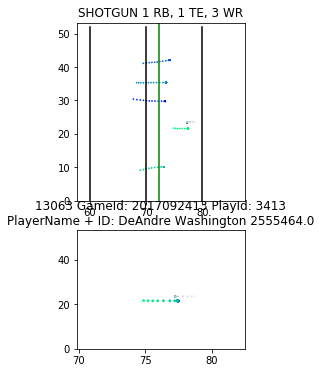 SHOTGUN 1 RB, 1 TE, 3 WR
50
40
30
20
10
0
60 70 80
13063 GameId: 2017092413 PlayId: 3413
PlayerName + ID: DeAndre Washington 2555464.0
40
20
0
70 75 80